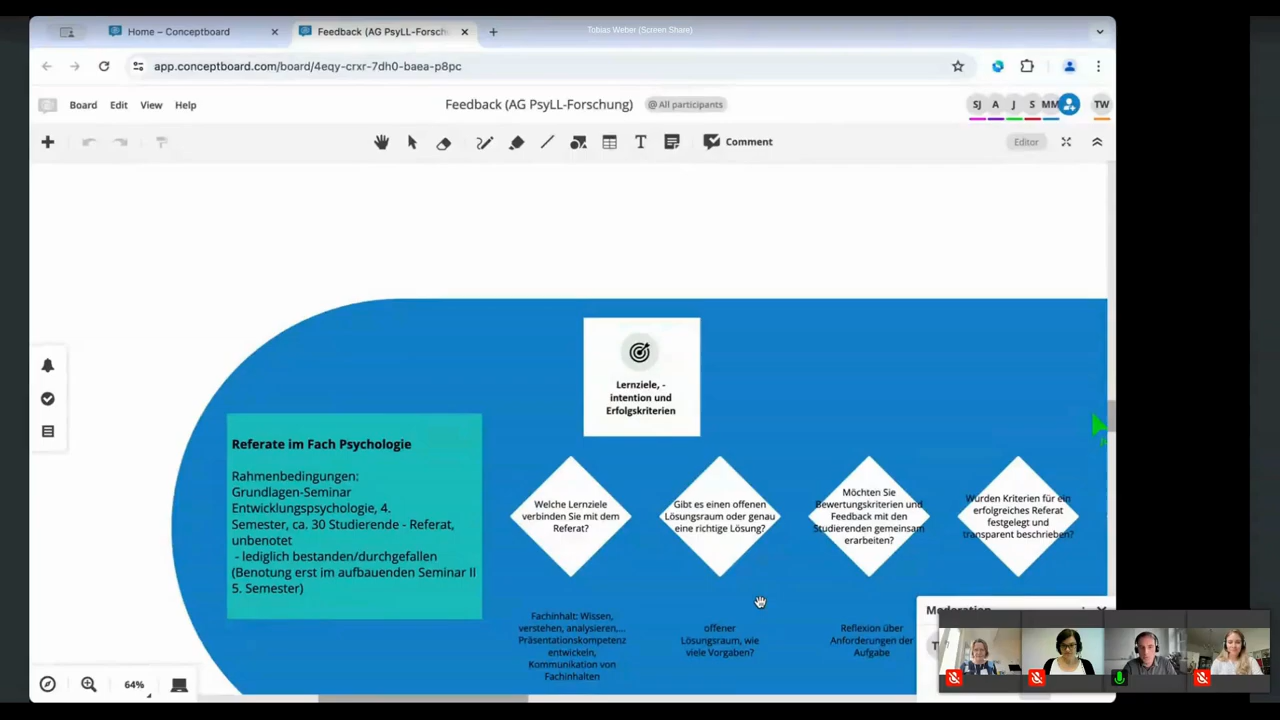 Home – Conceptboard
Feedback (AG PsyLL-Forsch
Tobias Weber (Screen Share)
app.conceptboard.com/board/4eqy-crxr-7dh0-baea-p8pc
Board Edit View Help
Feedback (AG PsyLL-Forschung)
@ All participants
SJ A J S MM TW
Comment
Editor
Lernziele, -
intention und
Erfolgskriterien
Referate im Fach Psychologie
Rahmenbedingungen:
Grundlagen-Seminar
Entwicklungspsychologie, 4.
Semester, ca. 30 Studierende - Referat,
unbenotet
- lediglich bestanden/durchgefallen
(Benotung erst im aufbauenden Seminar II
5. Semester)
Welche Lernziele
verbinden Sie mit dem
Referat?
Gibt es einen offenen
Lösungsraum oder genau
eine richtige Lösung?
Möchten Sie
Bewertungskriterien und
Feedback mit den
Studierenden gemeinsam
erarbeiten?
Wurden Kriterien für ein
erfolgreiches Referat
festgelegt und
transparent beschrieben?
Fachinhalt: Wissen,
verstehen, analysieren,...
Präsentationskompetenz
entwickeln,
Kommunikation von
Fachinhalten
offener
Lösungsraum, wie
viele Vorgaben?
Reflexion über
Anforderungen der
Aufgabe
Moderation
64%